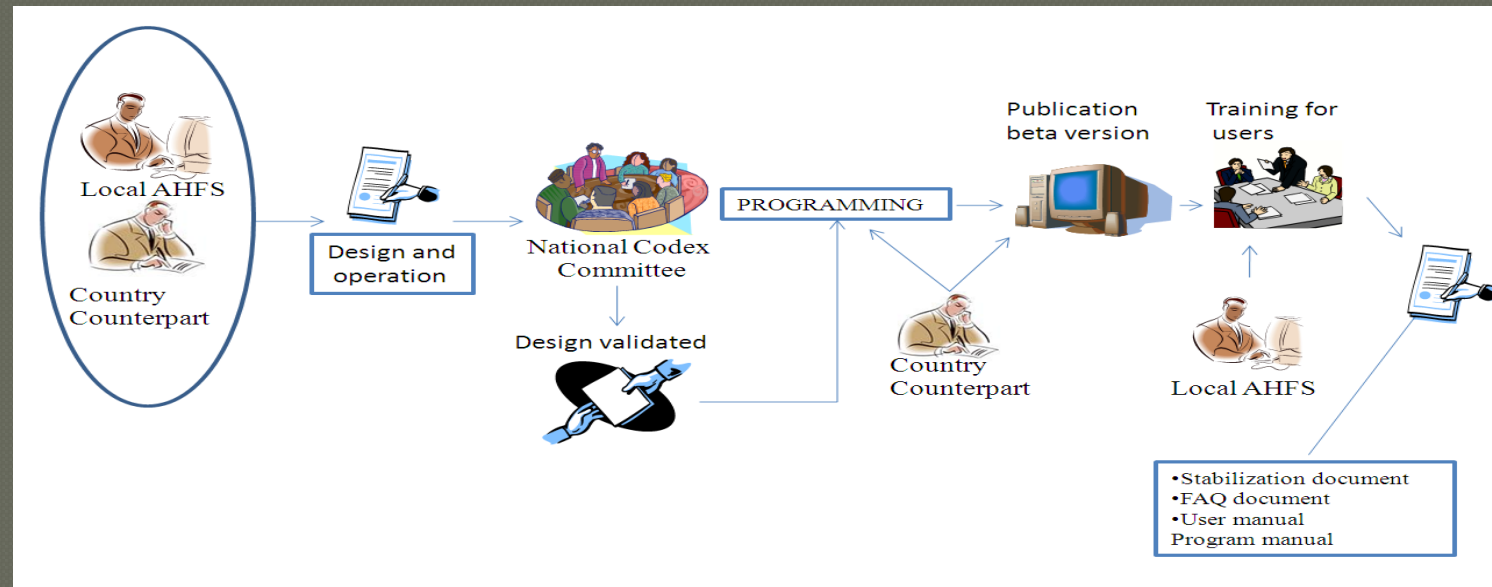 Local AHFS
Country
Counterpart
Design and
operation
National Codex
Committee
Design validated
PROGRAMMING
Publication
beta version
Training for
users
Country
Counterpart
Local AHFS
•Stabilization document
•FAQ document
•User manual
Program manual